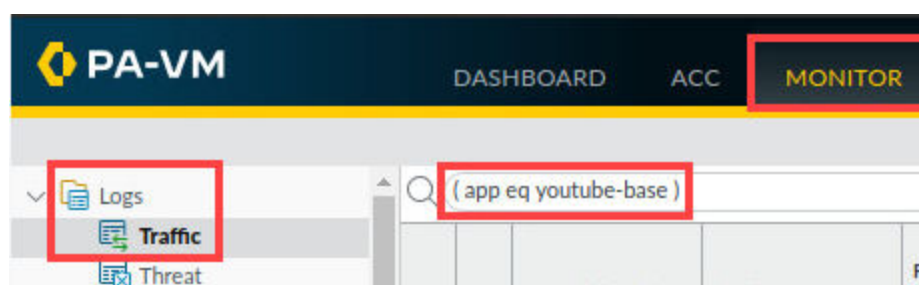 PA-VM
DASHBOARD ACC MONITOR
Logs
( app eq youtube-base )
Traffic
Threat